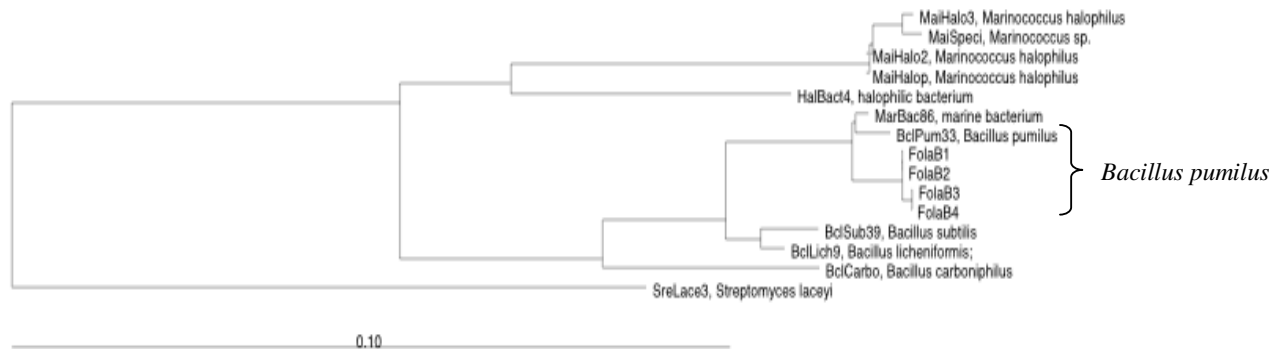 MaiHalo3, Marinococcus halophilus
MaiSpeci, Marinococcus sp.
MaiHalo2, Marinococcus halophilus
MaiHalop, Marinococcus halophilus
HalBact4, halophilic bacterium
MarBac86, marine bacterium
BclPum33, Bacillus pumilus
FolaB1
FolaB2
FolaB3
FolaB4
Bacillus pumilus
BclSub39, Bacillus subtilis
BclLich9, Bacillus licheniformis;
BclCarbo, Bacillus carboniphilus
SreLace3, Streptomyces laceyi
0.10